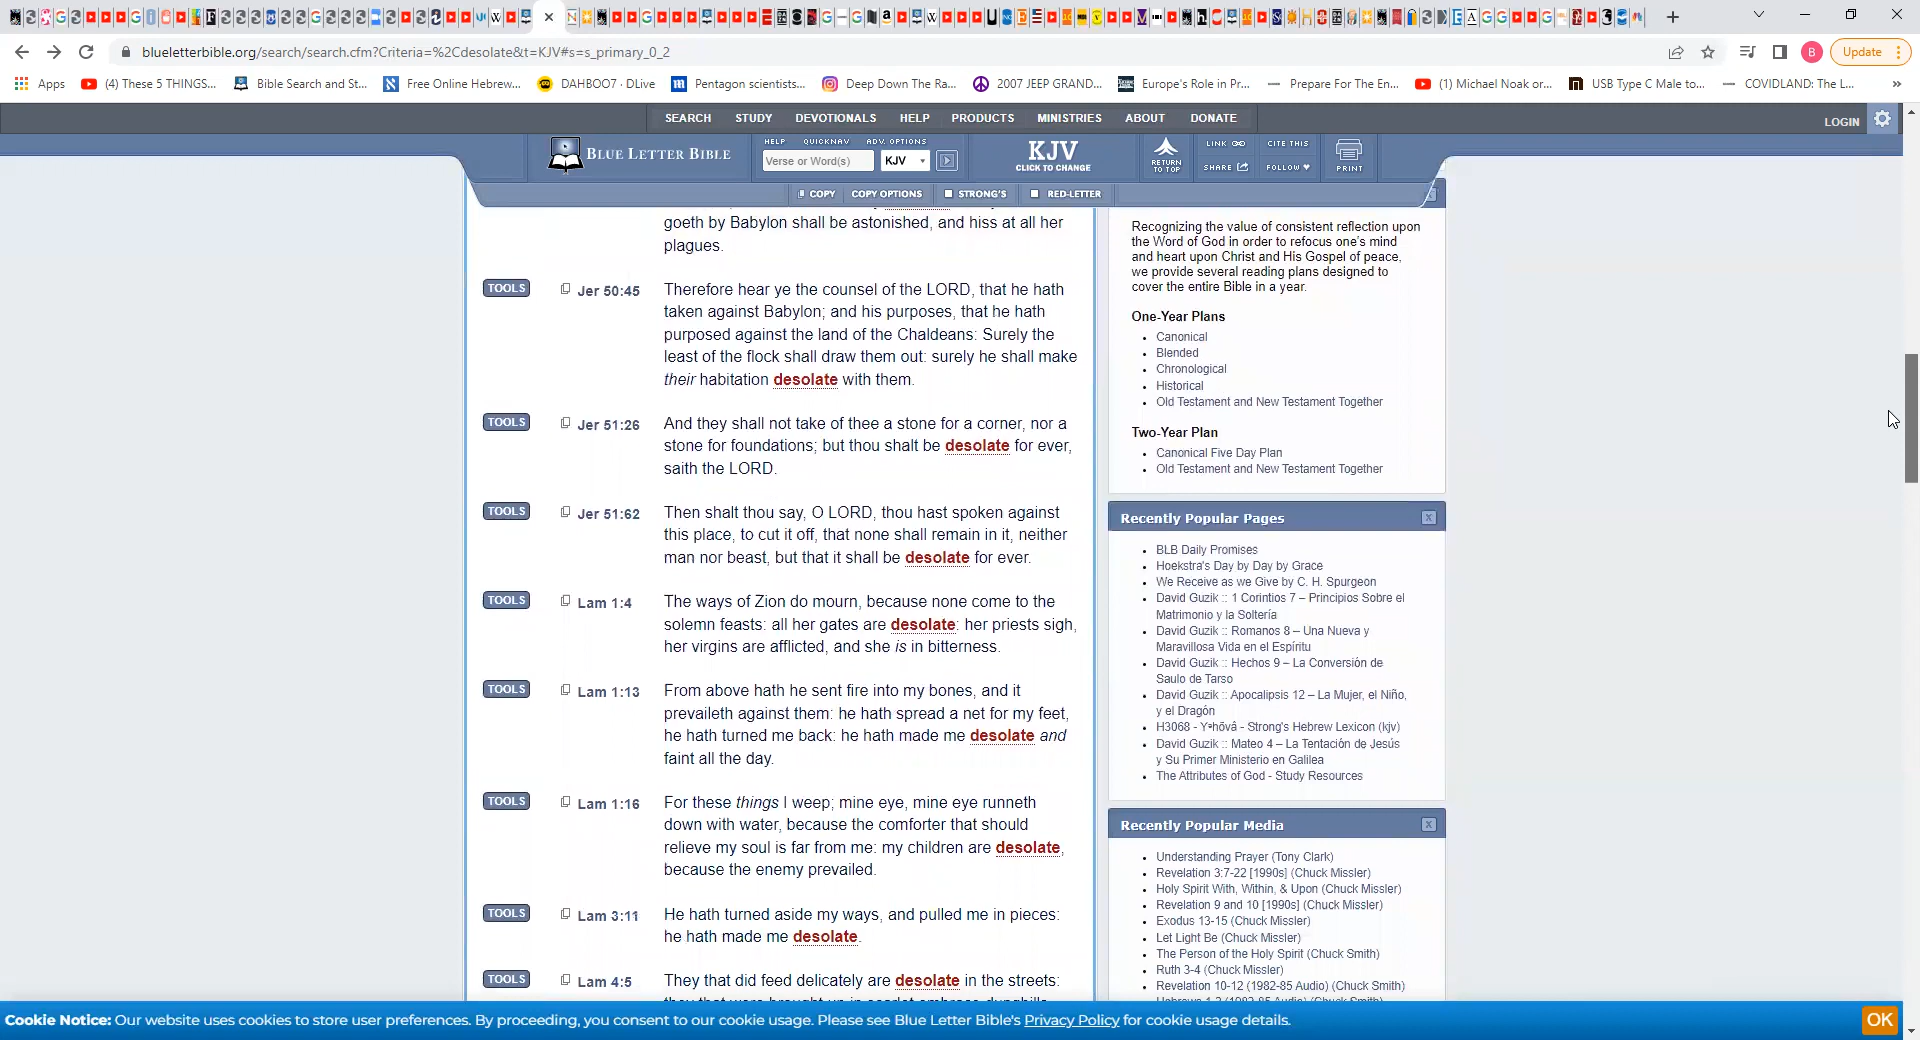 blueletterbible.org/search/search.cfm?Criteria=%2Cdesolate&t=KJV#s=s_primary_0_2
B
Update
Apps
(4) These 5 THINGS...
Bible Search and St...
Free Online Hebrew...
DAHBOO7 · DLive
Pentagon scientists...
Deep Down The Ra...
2007 JEEP GRAND...
Europe's Role in Pr...
Prepare For The En...
(1) Michael Noak or...
USB Type C Male to...
COVIDLAND: The L...
»
SEARCH STUDY DEVOTIONALS HELP PRODUCTS MINISTRIES ABOUT DONATE
LOGIN
BLUE LETTER BIBLE
HELP QUICKNAV ADV. OPTIONS
Verse or Word(s)
KJV
KJV
CLICK TO CHANGE
RETURN
TO TOP
LINK
SHARE
CITE THIS
FOLLOW
PRINT
COPY COPY OPTIONS STRONG'S RED-LETTER
goeth by Babylon shall be astonished, and hiss at all her
plagues.
TOOLS Jer 50:45 Therefore hear ye the counsel of the LORD, that he hath
taken against Babylon; and his purposes, that he hath
purposed against the land of the Chaldeans: Surely the
least of the flock shall draw them out: surely he shall make
their habitation desolate with them.
TOOLS Jer 51:26 And they shall not take of thee a stone for a corner, nor a
stone for foundations; but thou shalt be desolate for ever,
saith the LORD.
TOOLS Jer 51:62 Then shalt thou say, O LORD, thou hast spoken against
this place, to cut it off, that none shall remain in it, neither
man nor beast, but that it shall be desolate for ever.
TOOLS Lam 1:4 The ways of Zion do mourn, because none come to the
solemn feasts: all her gates are desolate: her priests sigh,
her virgins are afflicted, and she is in bitterness.
TOOLS Lam 1:13 From above hath he sent fire into my bones, and it
prevaileth against them: he hath spread a net for my feet,
he hath turned me back: he hath made me desolate and
faint all the day.
TOOLS Lam 1:16 For these things I weep; mine eye, mine eye runneth
down with water, because the comforter that should
relieve my soul is far from me: my children are desolate,
because the enemy prevailed.
TOOLS Lam 3:11 He hath turned aside my ways, and pulled me in pieces:
he hath made me desolate.
TOOLS Lam 4:5 They that did feed delicately are desolate in the streets:
Recognizing the value of consistent reflection upon
the Word of God in order to refocus one's mind
and heart upon Christ and His Gospel of peace,
we provide several reading plans designed to
cover the entire Bible in a year.
One-Year Plans
Canonical
Blended
Chronological
Historical
Old Testament and New Testament Together
Two-Year Plan
Canonical Five Day Plan
Old Testament and New Testament Together
Recently Popular Pages
BLB Daily Promises
Hoekstra's Day by Day by Grace
We Receive as we Give by C. H. Spurgeon
David Guzik :: 1 Corintios 7 – Principios Sobre el
Matrimonio y la Soltería
David Guzik :: Romanos 8 – Una Nueva y
Maravillosa Vida en el Espíritu
David Guzik :: Hechos 9 – La Conversión de
Saulo de Tarso
David Guzik :: Apocalipsis 12 – La Mujer, el Niño,
y el Dragón
H3068 - Yᵊhōvâ - Strong's Hebrew Lexicon (kjv)
David Guzik :: Mateo 4 – La Tentación de Jesús
y Su Primer Ministerio en Galilea
The Attributes of God - Study Resources
Recently Popular Media
Understanding Prayer (Tony Clark)
Revelation 3:7-22 [1990s] (Chuck Missler)
Holy Spirit With, Within, & Upon (Chuck Missler)
Revelation 9 and 10 [1990s] (Chuck Missler)
Exodus 13-15 (Chuck Missler)
Let Light Be (Chuck Missler)
The Person of the Holy Spirit (Chuck Smith)
Ruth 3-4 (Chuck Missler)
Revelation 10-12 (1982-85 Audio) (Chuck Smith)
Cookie Notice: Our website uses cookies to store user preferences. By proceeding, you consent to our cookie usage. Please see Blue Letter Bible's Privacy Policy for cookie usage details.
OK